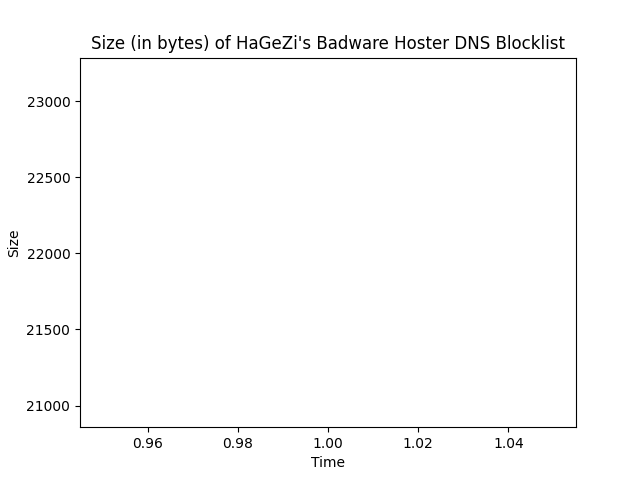 Size (in bytes) of HaGeZi's Badware Hoster DNS Blocklist
23000
22500
22000
21500
21000
Size
0.96 0.98 1.00 1.02 1.04
Time